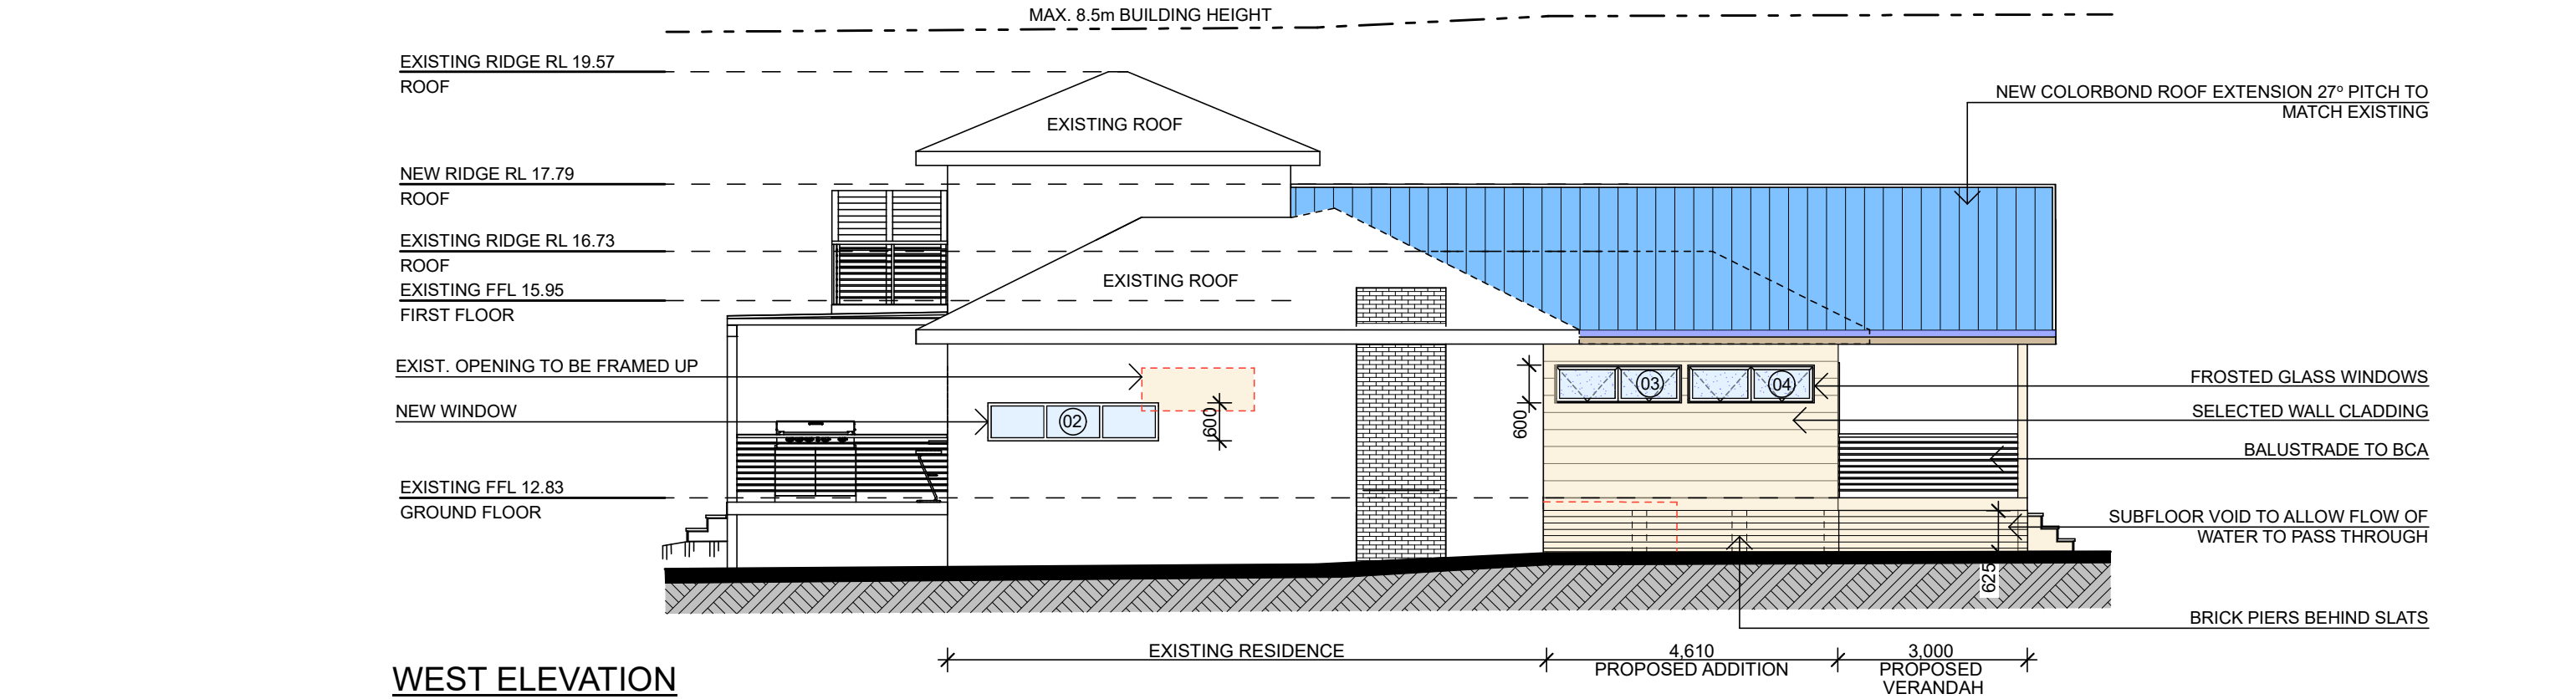 MAX. 8.5m BUILDING HEIGHT
EXISTING RIDGE RL 19.57
ROOF
NEW RIDGE RL 17.79
ROOF
EXISTING RIDGE RL 16.73
ROOF
EXISTING FFL 15.95
FIRST FLOOR
EXIST. OPENING TO BE FRAMED UP
NEW WINDOW
EXISTING FFL 12.83
GROUND FLOOR
EXISTING ROOF
EXISTING ROOF
02
600
600
03
04
NEW COLORBOND ROOF EXTENSION 27º PITCH TO
MATCH EXISTING
FROSTED GLASS WINDOWS
SELECTED WALL CLADDING
BALUSTRADE TO BCA
SUBFLOOR VOID TO ALLOW FLOW OF
WATER TO PASS THROUGH
625
BRICK PIERS BEHIND SLATS
EXISTING RESIDENCE
4,610
PROPOSED ADDITION
3,000
PROPOSED
VERANDAH
WEST ELEVATION